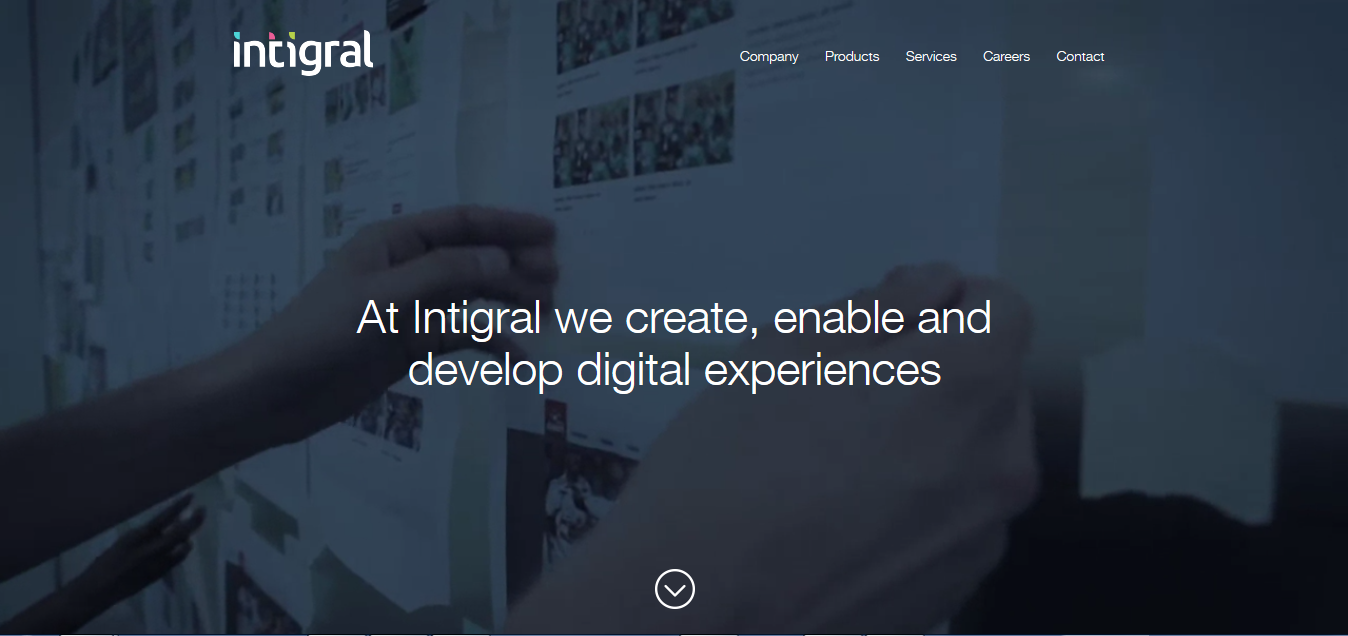 intigral
Company Products Services Careers Contact
At Intigral we create, enable and
develop digital experiences